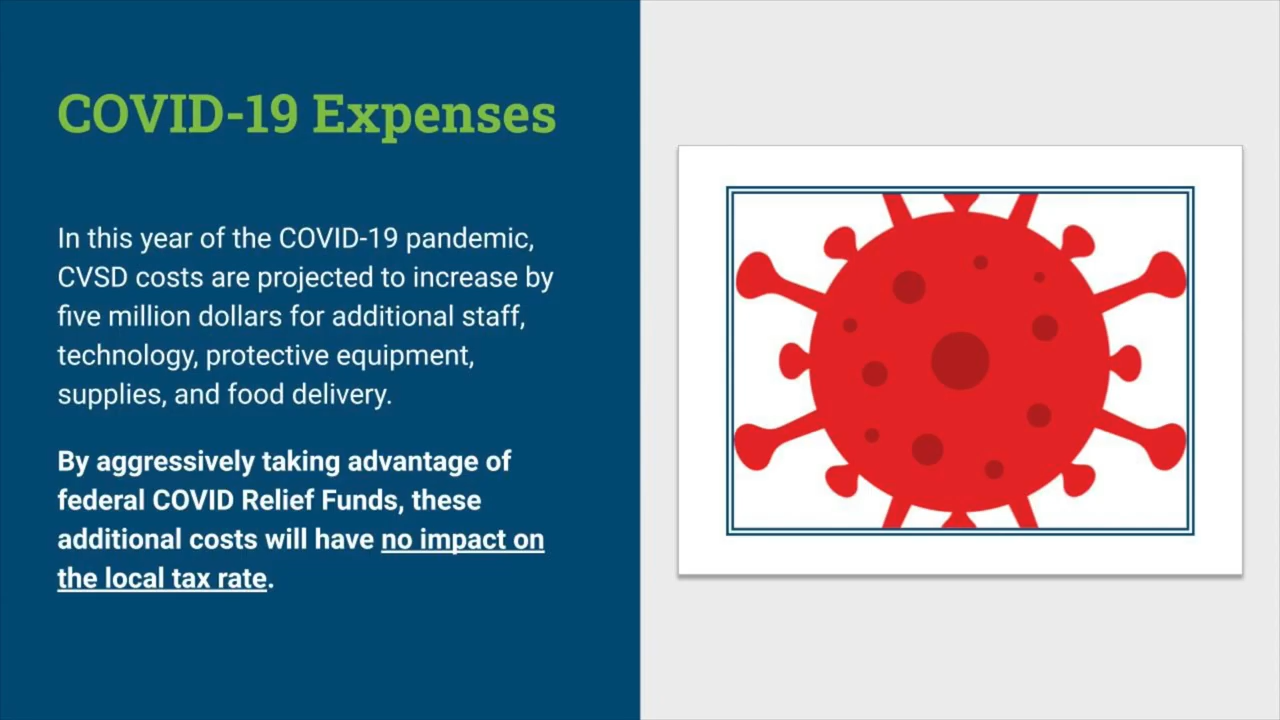 COVID-19 Expenses
In this year of the COVID-19 pandemic,
CVSD costs are projected to increase by
five million dollars for additional staff,
technology, protective equipment,
supplies, and food delivery.
By aggressively taking advantage of
federal COVID Relief Funds, these
additional costs will have no impact on
the local tax rate.